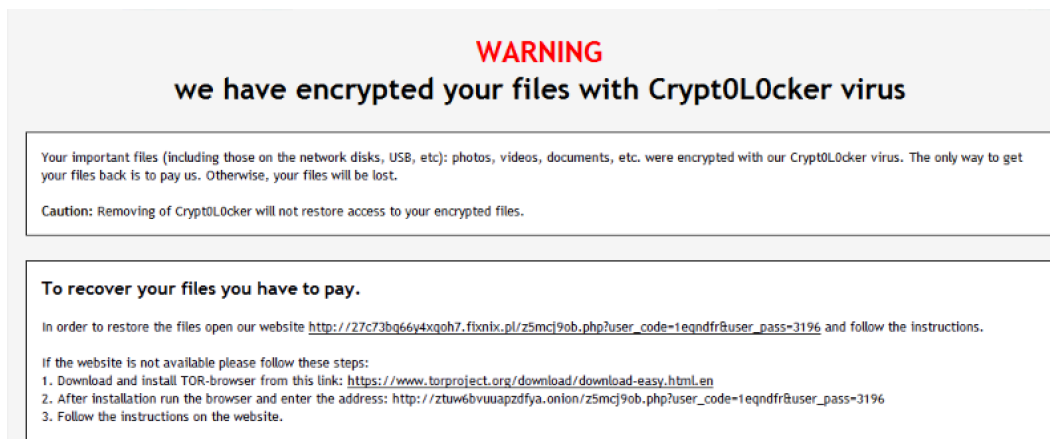 WARNING
we have encrypted your files with Crypt0L0cker virus
Your important files (including those on the network disks, USB, etc): photos, videos, documents, etc. were encrypted with our Crypt0L0cker virus. The only way to get
your files back is to pay us. Otherwise, your files will be lost.
Caution: Removing of Crypt0L0cker will not restore access to your encrypted files.
To recover your files you have to pay.
In order to restore the files open our website http://27c73bq66y4xqoh7.fixnix.pl/z5mcj9ob.php?user_code=1eqndfr&user_pass=3196 and follow the instructions.
If the website is not available please follow these steps:
1. Download and install TOR-browser from this link: https://www.torproject.org/download/download-easy.html.en
2. After installation run the browser and enter the address: http://ztuw6bvuuapzdfya.onion/z5mcj9ob.php?user_code=1eqndfr&user_pass=3196
3. Follow the instructions on the website.